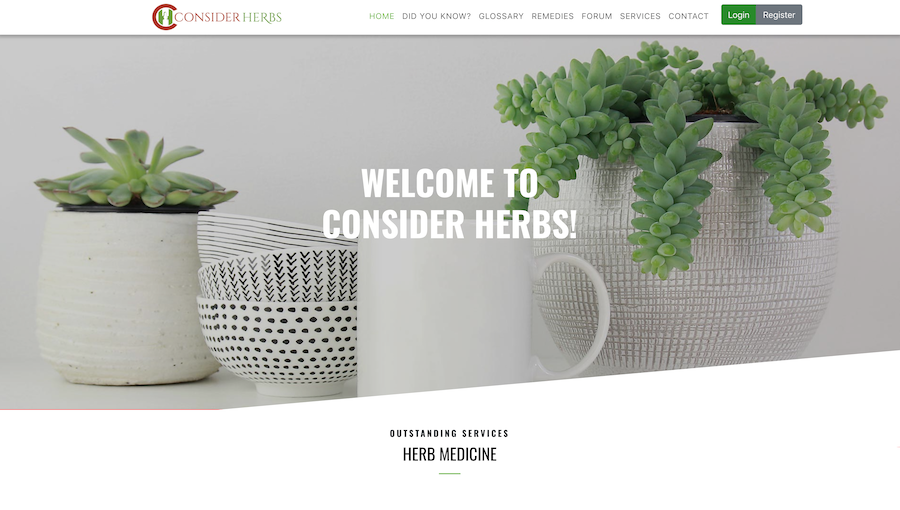 CONSIDER HERBS
HOME DID YOU KNOW? GLOSSARY REMEDIES FORUM SERVICES CONTACT Login Register
WELCOME TO
CONSIDER HERBS!
OUTSTANDING SERVICES
HERB MEDICINE